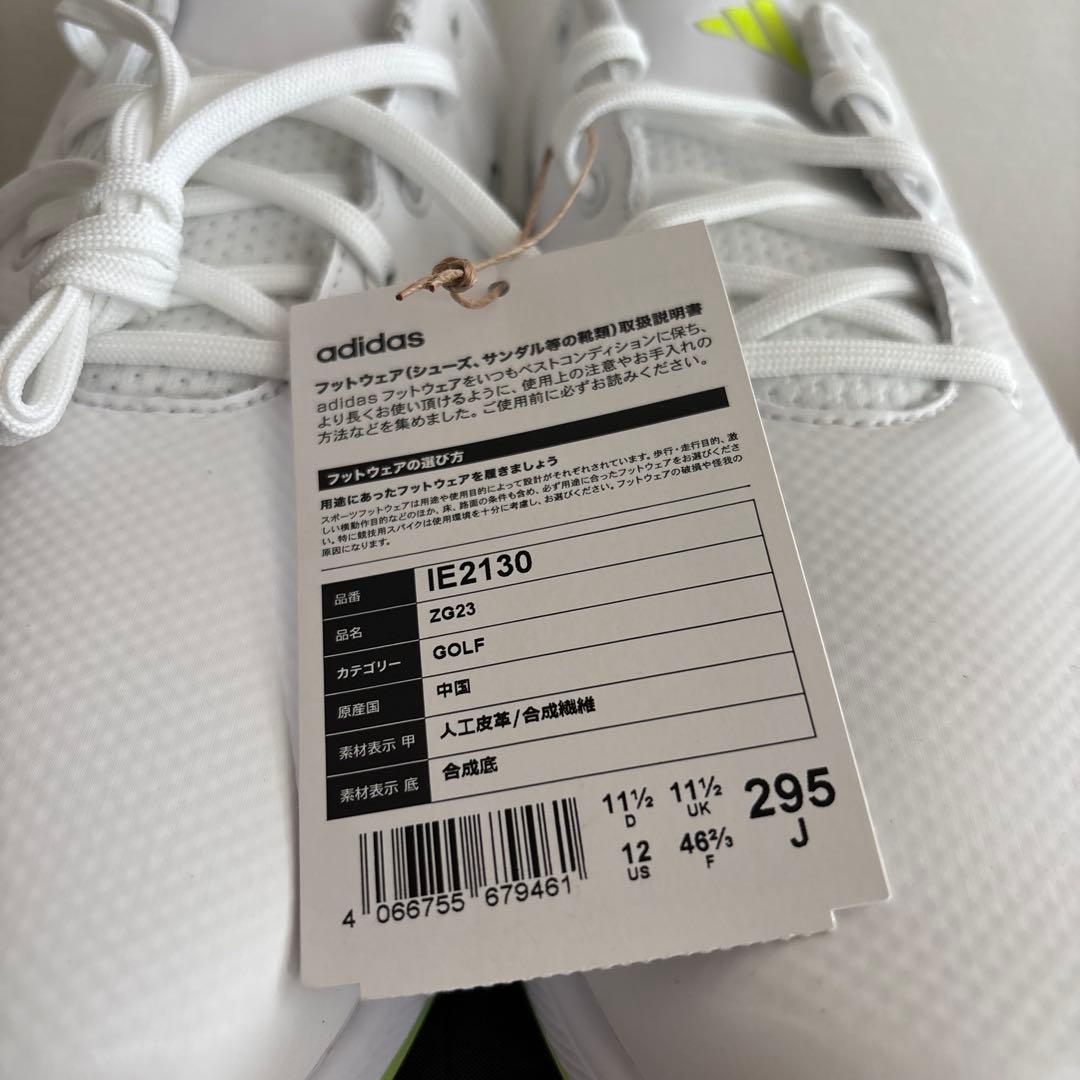 adidas
フットウェア(シューズ、サンダル等の靴類)取扱説明書
adidas フットウェアをいつもベストコンディションに保ち、
より長くお使い頂けるように、使用上の注意やお手入れの
方法などを集めました。ご使用前に必ずお読みください。
フットウェアの選び方
用途にあったフットウェアを履きましょう
スポーツフットウェアは用途や使用目的によって設計がそれぞれされています。歩行・走行目的、激
しい横動作目的などのほか、床、路面の条件も含め、必ず用途に合ったフットウェアをお選びくださ
い。特に競技用スパイクは使用環境を十分に考慮し、お選びください。フットウェアの破損や怪我の
原因になります。
品番 IE2130
品名 ZG23
カテゴリー GOLF
原産国 中国
素材表示 甲 人工皮革/合成繊維
素材表示 底 合成底
11½ D 11½ UK 295 J
12 US 46⅔ F
4 066755 679461